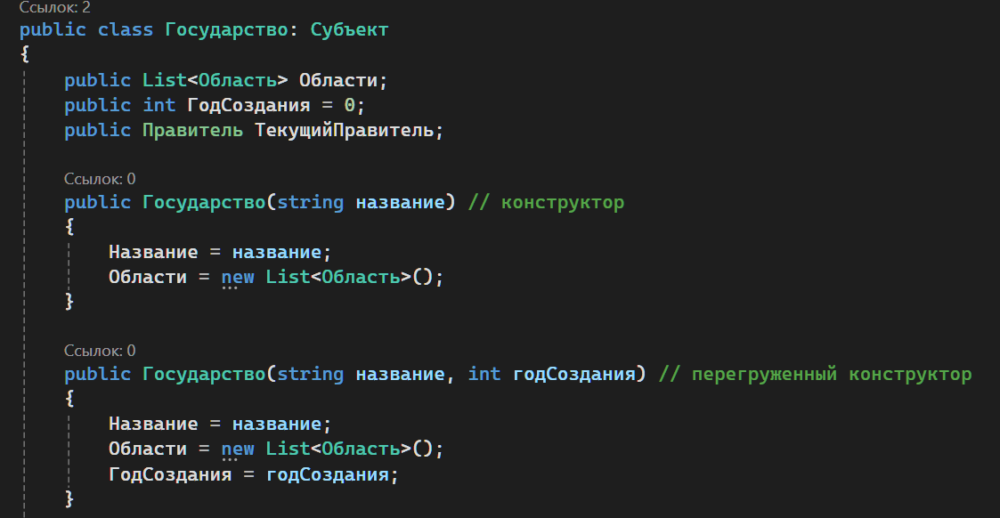 Ссылок: 2
public class Государство: Субъект
{
public List<Область> Области;
public int ГодСоздания = 0;
public Правитель ТекущийПравитель;
Ссылок: 0
public Государство(string название) // конструктор
{
Название = название;
Области = new List<Область>();
}
Ссылок: 0
public Государство(string название, int годСоздания) // перегруженный конструктор
{
Название = название;
Области = new List<Область>();
ГодСоздания = годСоздания;
}